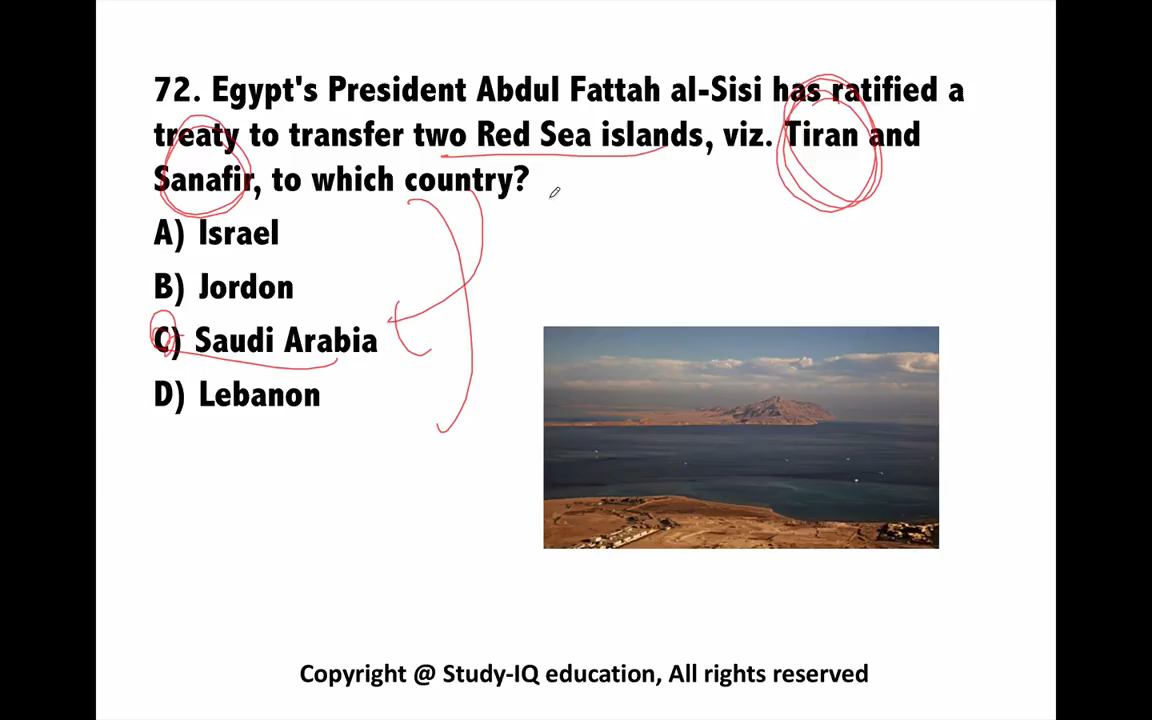 72. Egypt's President Abdul Fattah al-Sisi has ratified a
treaty to transfer two Red Sea islands, viz. Tiran and
Sanafir, to which country?
A) Israel
B) Jordon
C) Saudi Arabia
D) Lebanon
Copyright @ Study-IQ education, All rights reserved